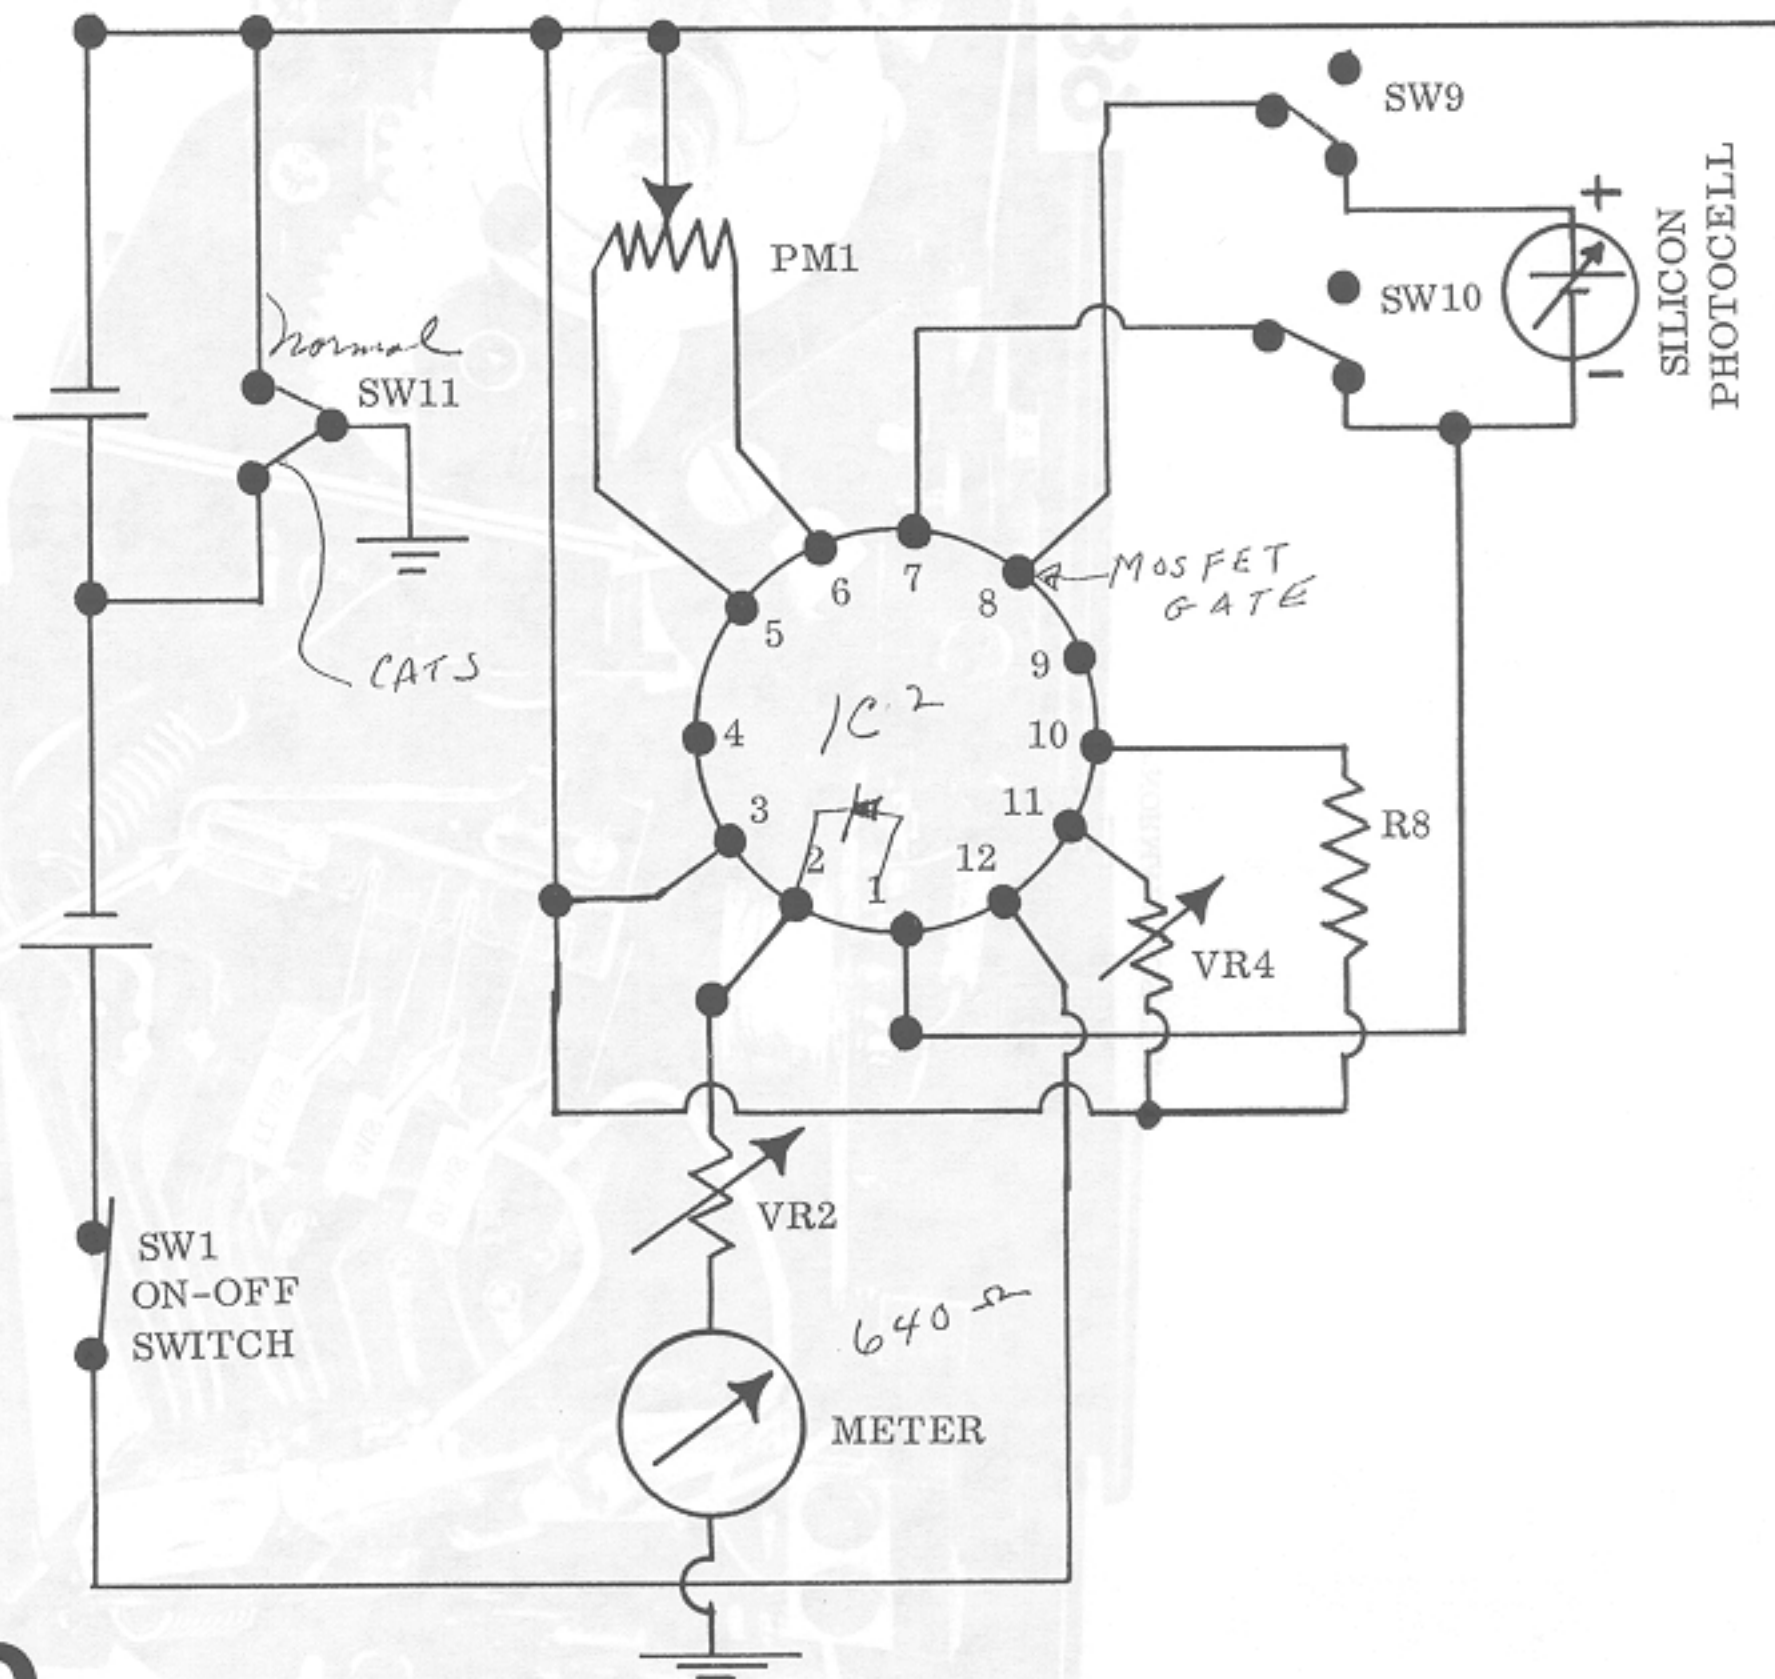 SW9
+
PM1
SILICON
PHOTOCELL
SW10
Normal
SW11
−
6
7
8
MOSFET
GATE
5
9
CATS
IC.2
4
10
3
11
R8
2
1
12
VR4
VR2
SW1
ON-OFF
SWITCH
640 Ω
METER